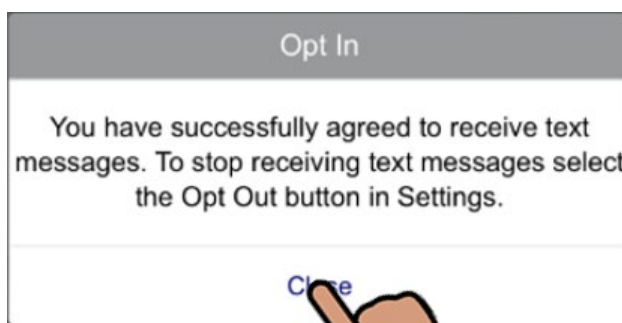 Opt In
You have successfully agreed to receive text
messages. To stop receiving text messages select
the Opt Out button in Settings.
Close